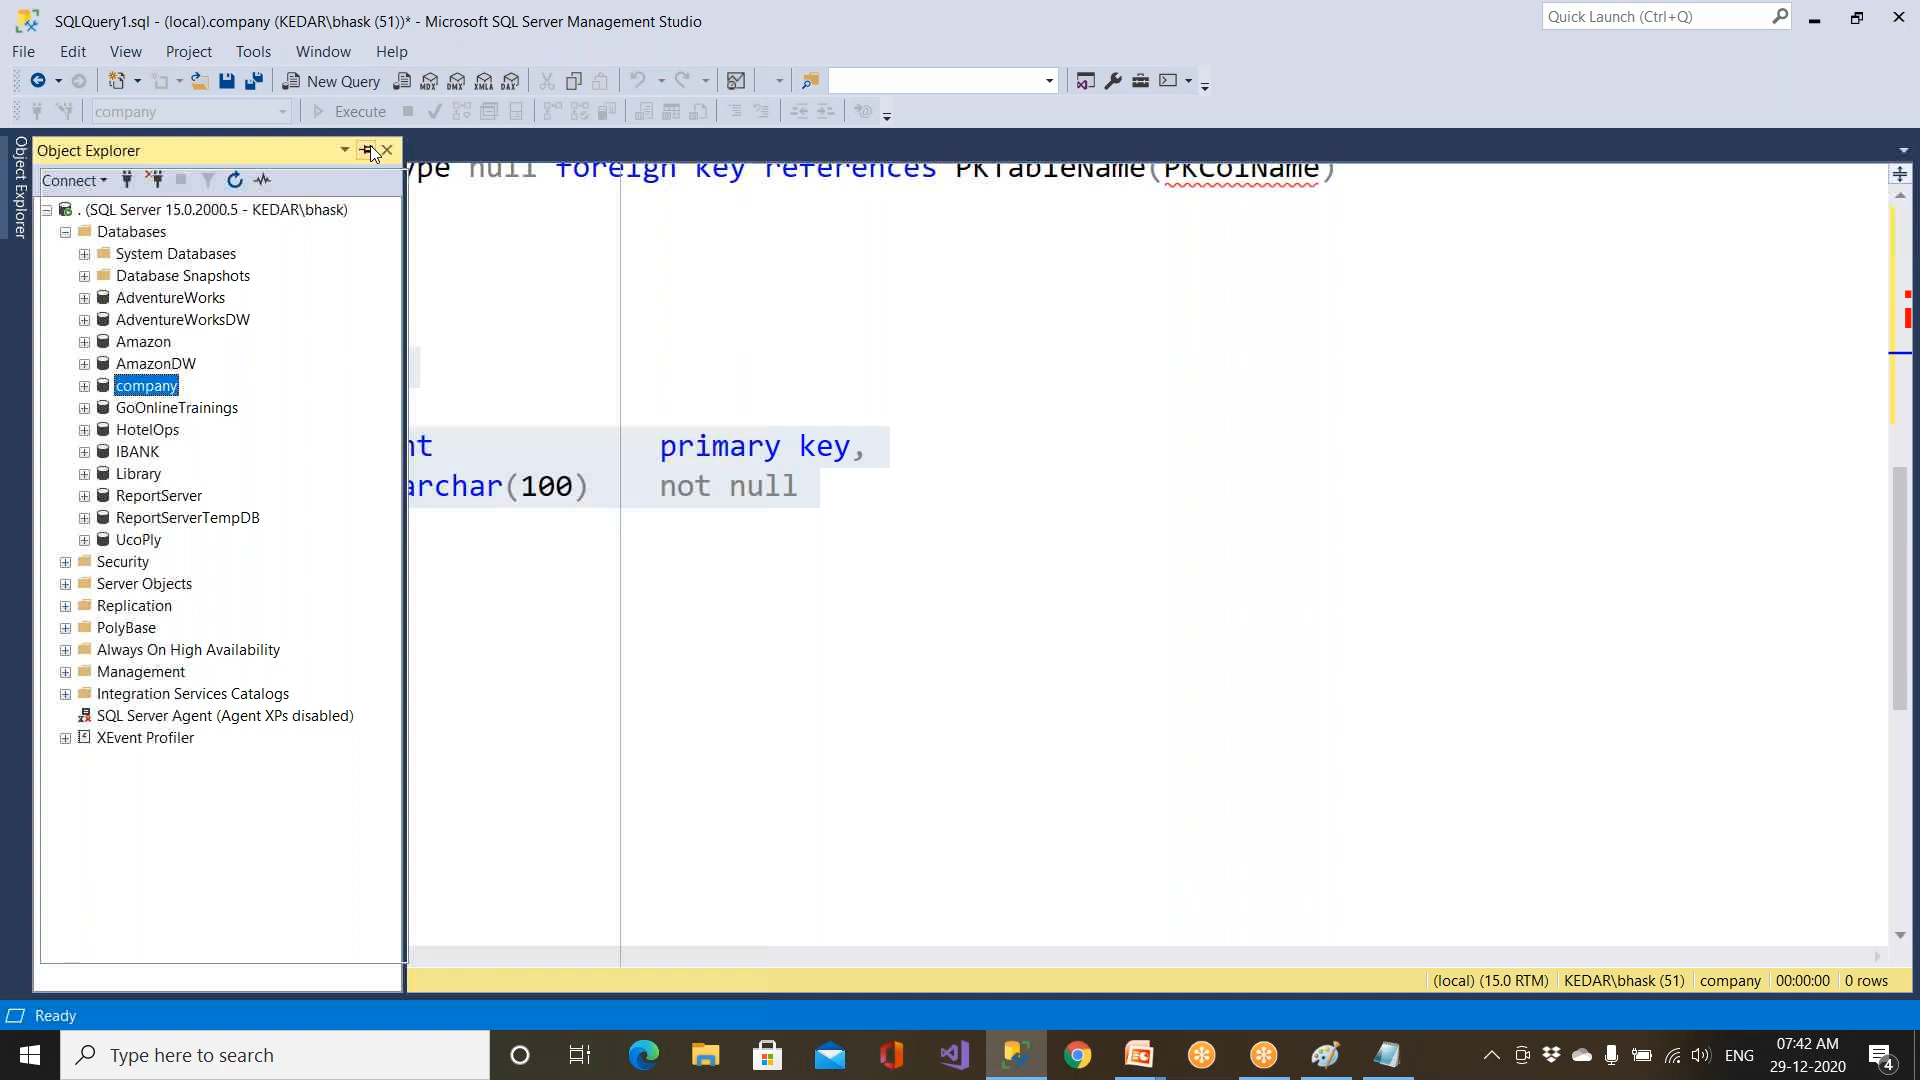 SQLQuery1.sql - (local).company (KEDAR\bhask (51))* - Microsoft SQL Server Management Studio
Quick Launch (Ctrl+Q)
File Edit View Project Tools Window Help
New Query
MDX DMX XMLA DAX
company
Execute
Object Explorer
Object Explorer
Connect
. (SQL Server 15.0.2000.5 - KEDAR\bhask)
Databases
System Databases
Database Snapshots
AdventureWorks
AdventureWorksDW
Amazon
AmazonDW
company
GoOnlineTrainings
HotelOps
IBANK
Library
ReportServer
ReportServerTempDB
UcoPly
Security
Server Objects
Replication
PolyBase
Always On High Availability
Management
Integration Services Catalogs
SQL Server Agent (Agent XPs disabled)
XEvent Profiler
ype null foreign key references PKTableName(PKColName)
nt primary key,
archar(100) not null
(local) (15.0 RTM) KEDAR\bhask (51) company 00:00:00 0 rows
Ready
Type here to search
ENG
07:42 AM
29-12-2020
4